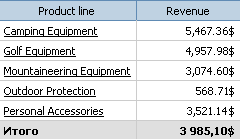 Product line Revenue
Camping Equipment 5,467.36$
Golf Equipment 4,957.98$
Mountaineering Equipment 3,074.60$
Outdoor Protection 568.71$
Personal Accessories 3,521.14$
Итого 3 985,10$